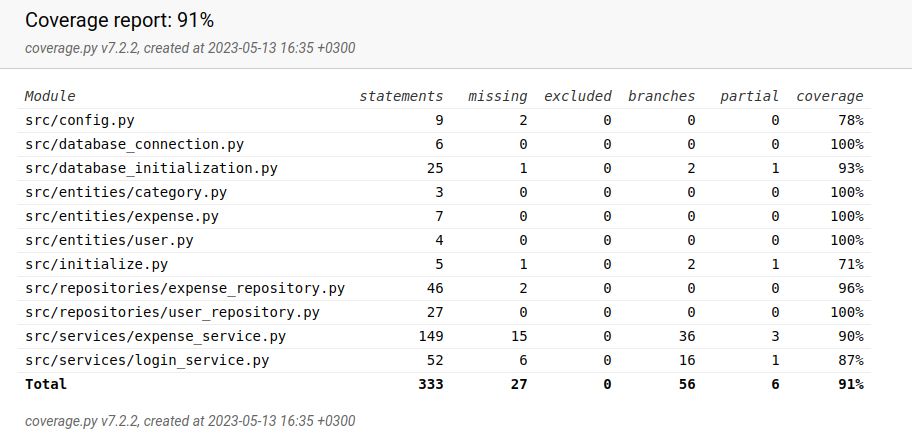 Coverage report: 91%
coverage.py v7.2.2, created at 2023-05-13 16:35 +0300
Module statements missing excluded branches partial coverage
src/config.py 9 2 0 0 0 78%
src/database_connection.py 6 0 0 0 0 100%
src/database_initialization.py 25 1 0 2 1 93%
src/entities/category.py 3 0 0 0 0 100%
src/entities/expense.py 7 0 0 0 0 100%
src/entities/user.py 4 0 0 0 0 100%
src/initialize.py 5 1 0 2 1 71%
src/repositories/expense_repository.py 46 2 0 0 0 96%
src/repositories/user_repository.py 27 0 0 0 0 100%
src/services/expense_service.py 149 15 0 36 3 90%
src/services/login_service.py 52 6 0 16 1 87%
Total 333 27 0 56 6 91%
coverage.py v7.2.2, created at 2023-05-13 16:35 +0300